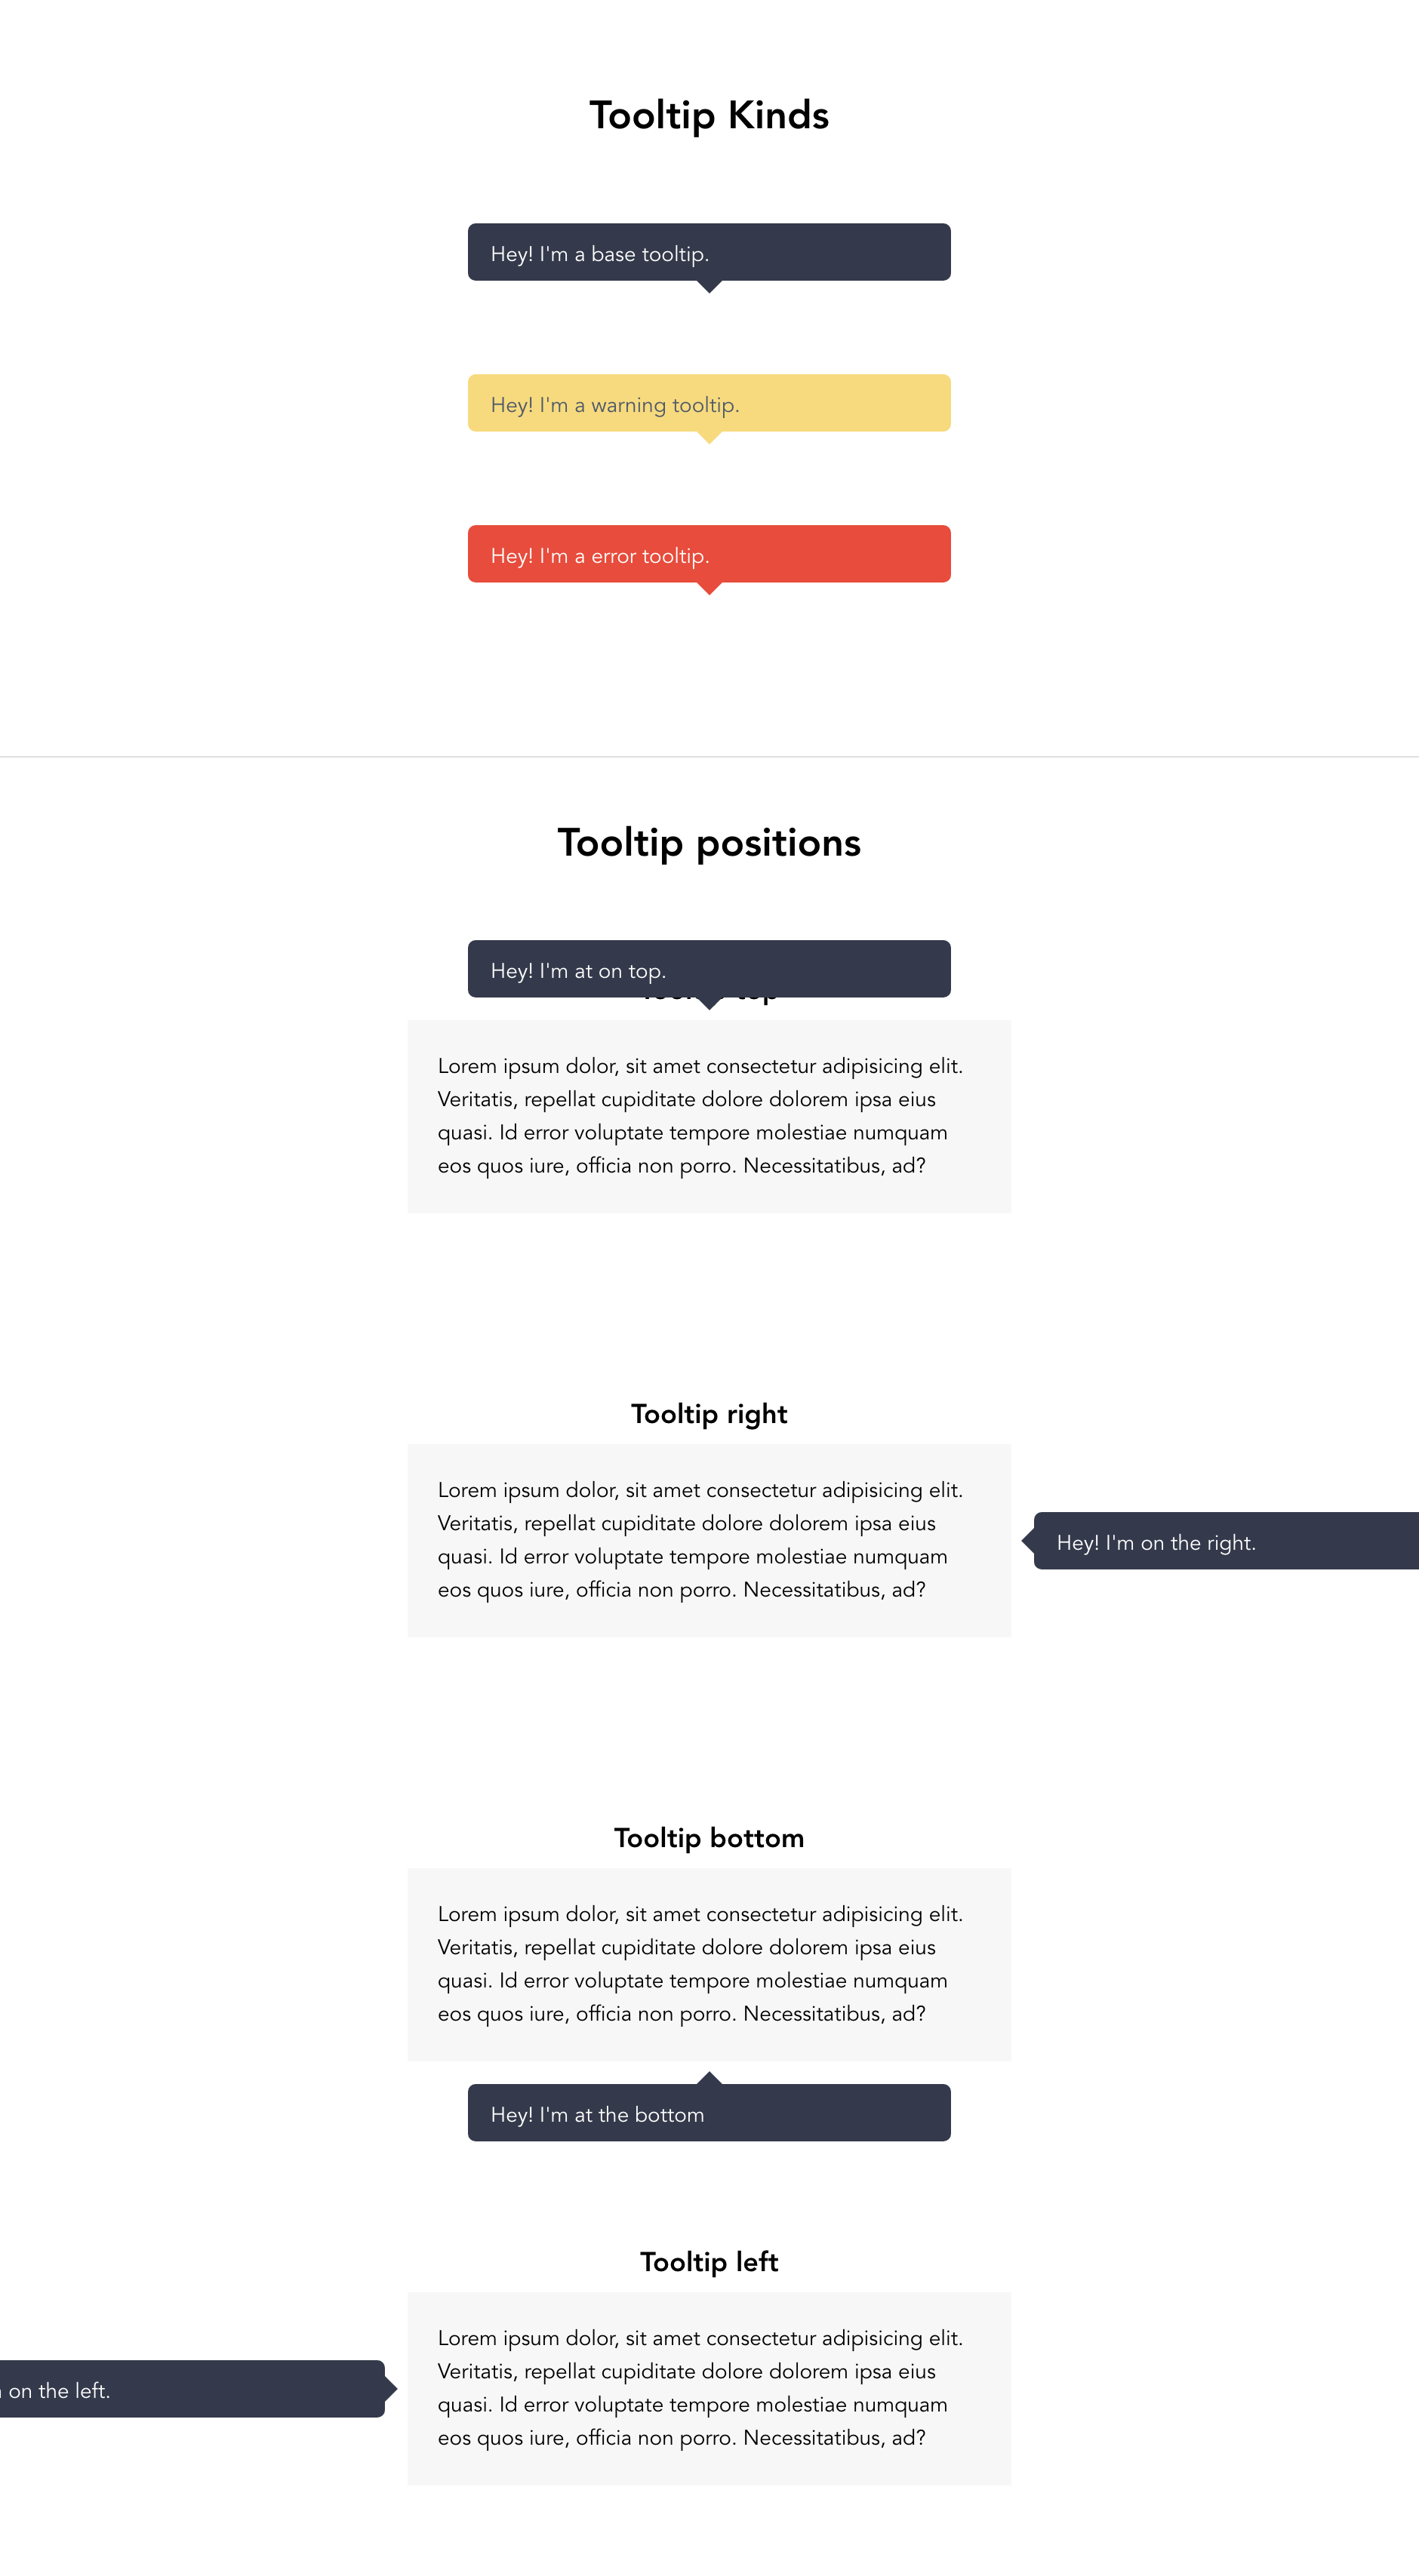 Tooltip Kinds
Hey! I'm a base tooltip.
Hey! I'm a warning tooltip.
Hey! I'm a error tooltip.
Tooltip positions
Hey! I'm at on top.
top
Lorem ipsum dolor, sit amet consectetur adipisicing elit.
Veritatis, repellat cupiditate dolore dolorem ipsa eius
quasi. Id error voluptate tempore molestiae numquam
eos quos iure, officia non porro. Necessitatibus, ad?
Tooltip right
Lorem ipsum dolor, sit amet consectetur adipisicing elit.
Veritatis, repellat cupiditate dolore dolorem ipsa eius
quasi. Id error voluptate tempore molestiae numquam
eos quos iure, officia non porro. Necessitatibus, ad?
Hey! I'm on the right.
Tooltip bottom
Lorem ipsum dolor, sit amet consectetur adipisicing elit.
Veritatis, repellat cupiditate dolore dolorem ipsa eius
quasi. Id error voluptate tempore molestiae numquam
eos quos iure, officia non porro. Necessitatibus, ad?
Hey! I'm at the bottom
Tooltip left
Lorem ipsum dolor, sit amet consectetur adipisicing elit.
Veritatis, repellat cupiditate dolore dolorem ipsa eius
quasi. Id error voluptate tempore molestiae numquam
eos quos iure, officia non porro. Necessitatibus, ad?
on the left.